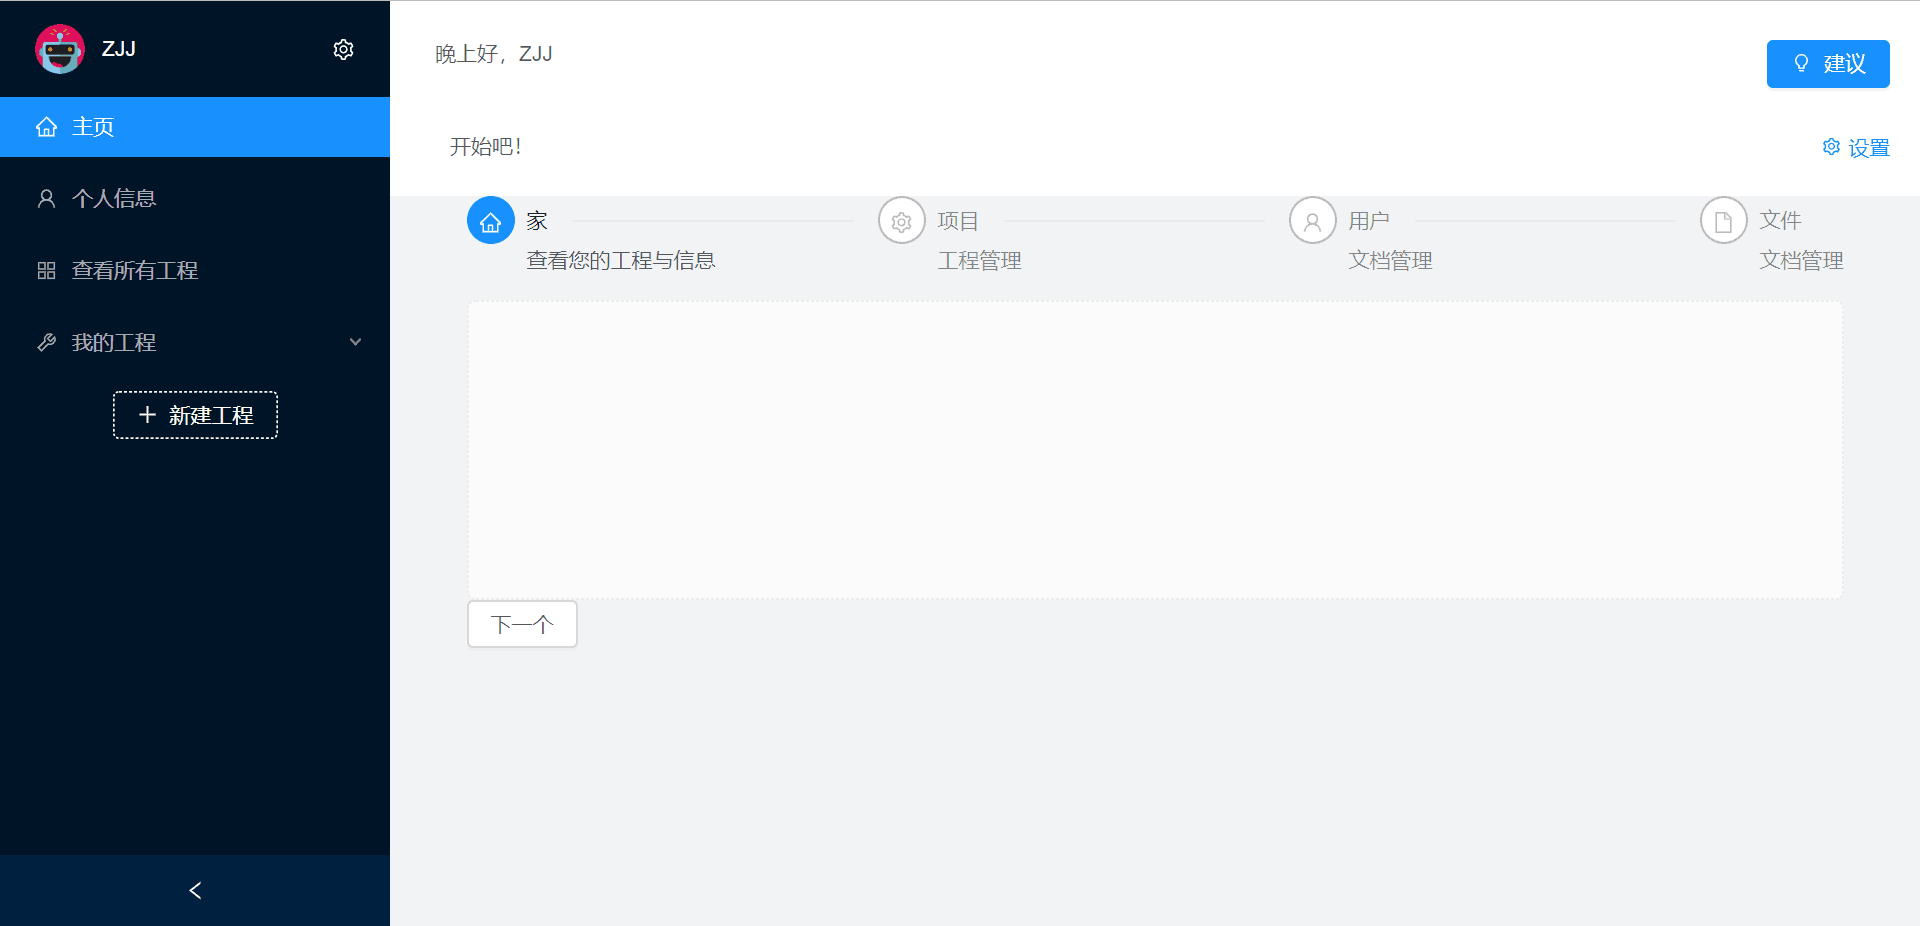 ZJJ
主页
个人信息
查看所有工程
我的工程
新建工程
晚上好，ZJJ
建议
开始吧！
设置
家
查看您的工程与信息
项目
工程管理
用户
文档管理
文件
文档管理
下一个